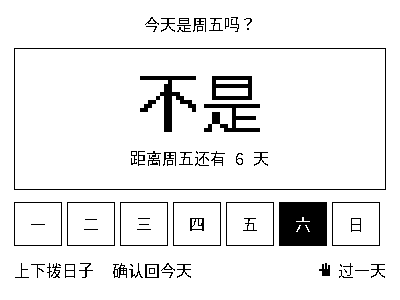 今天是周五吗？
不是
距离周五还有 6 天
一 二 三 四 五 六 日
上下拨日子 确认回今天 过一天